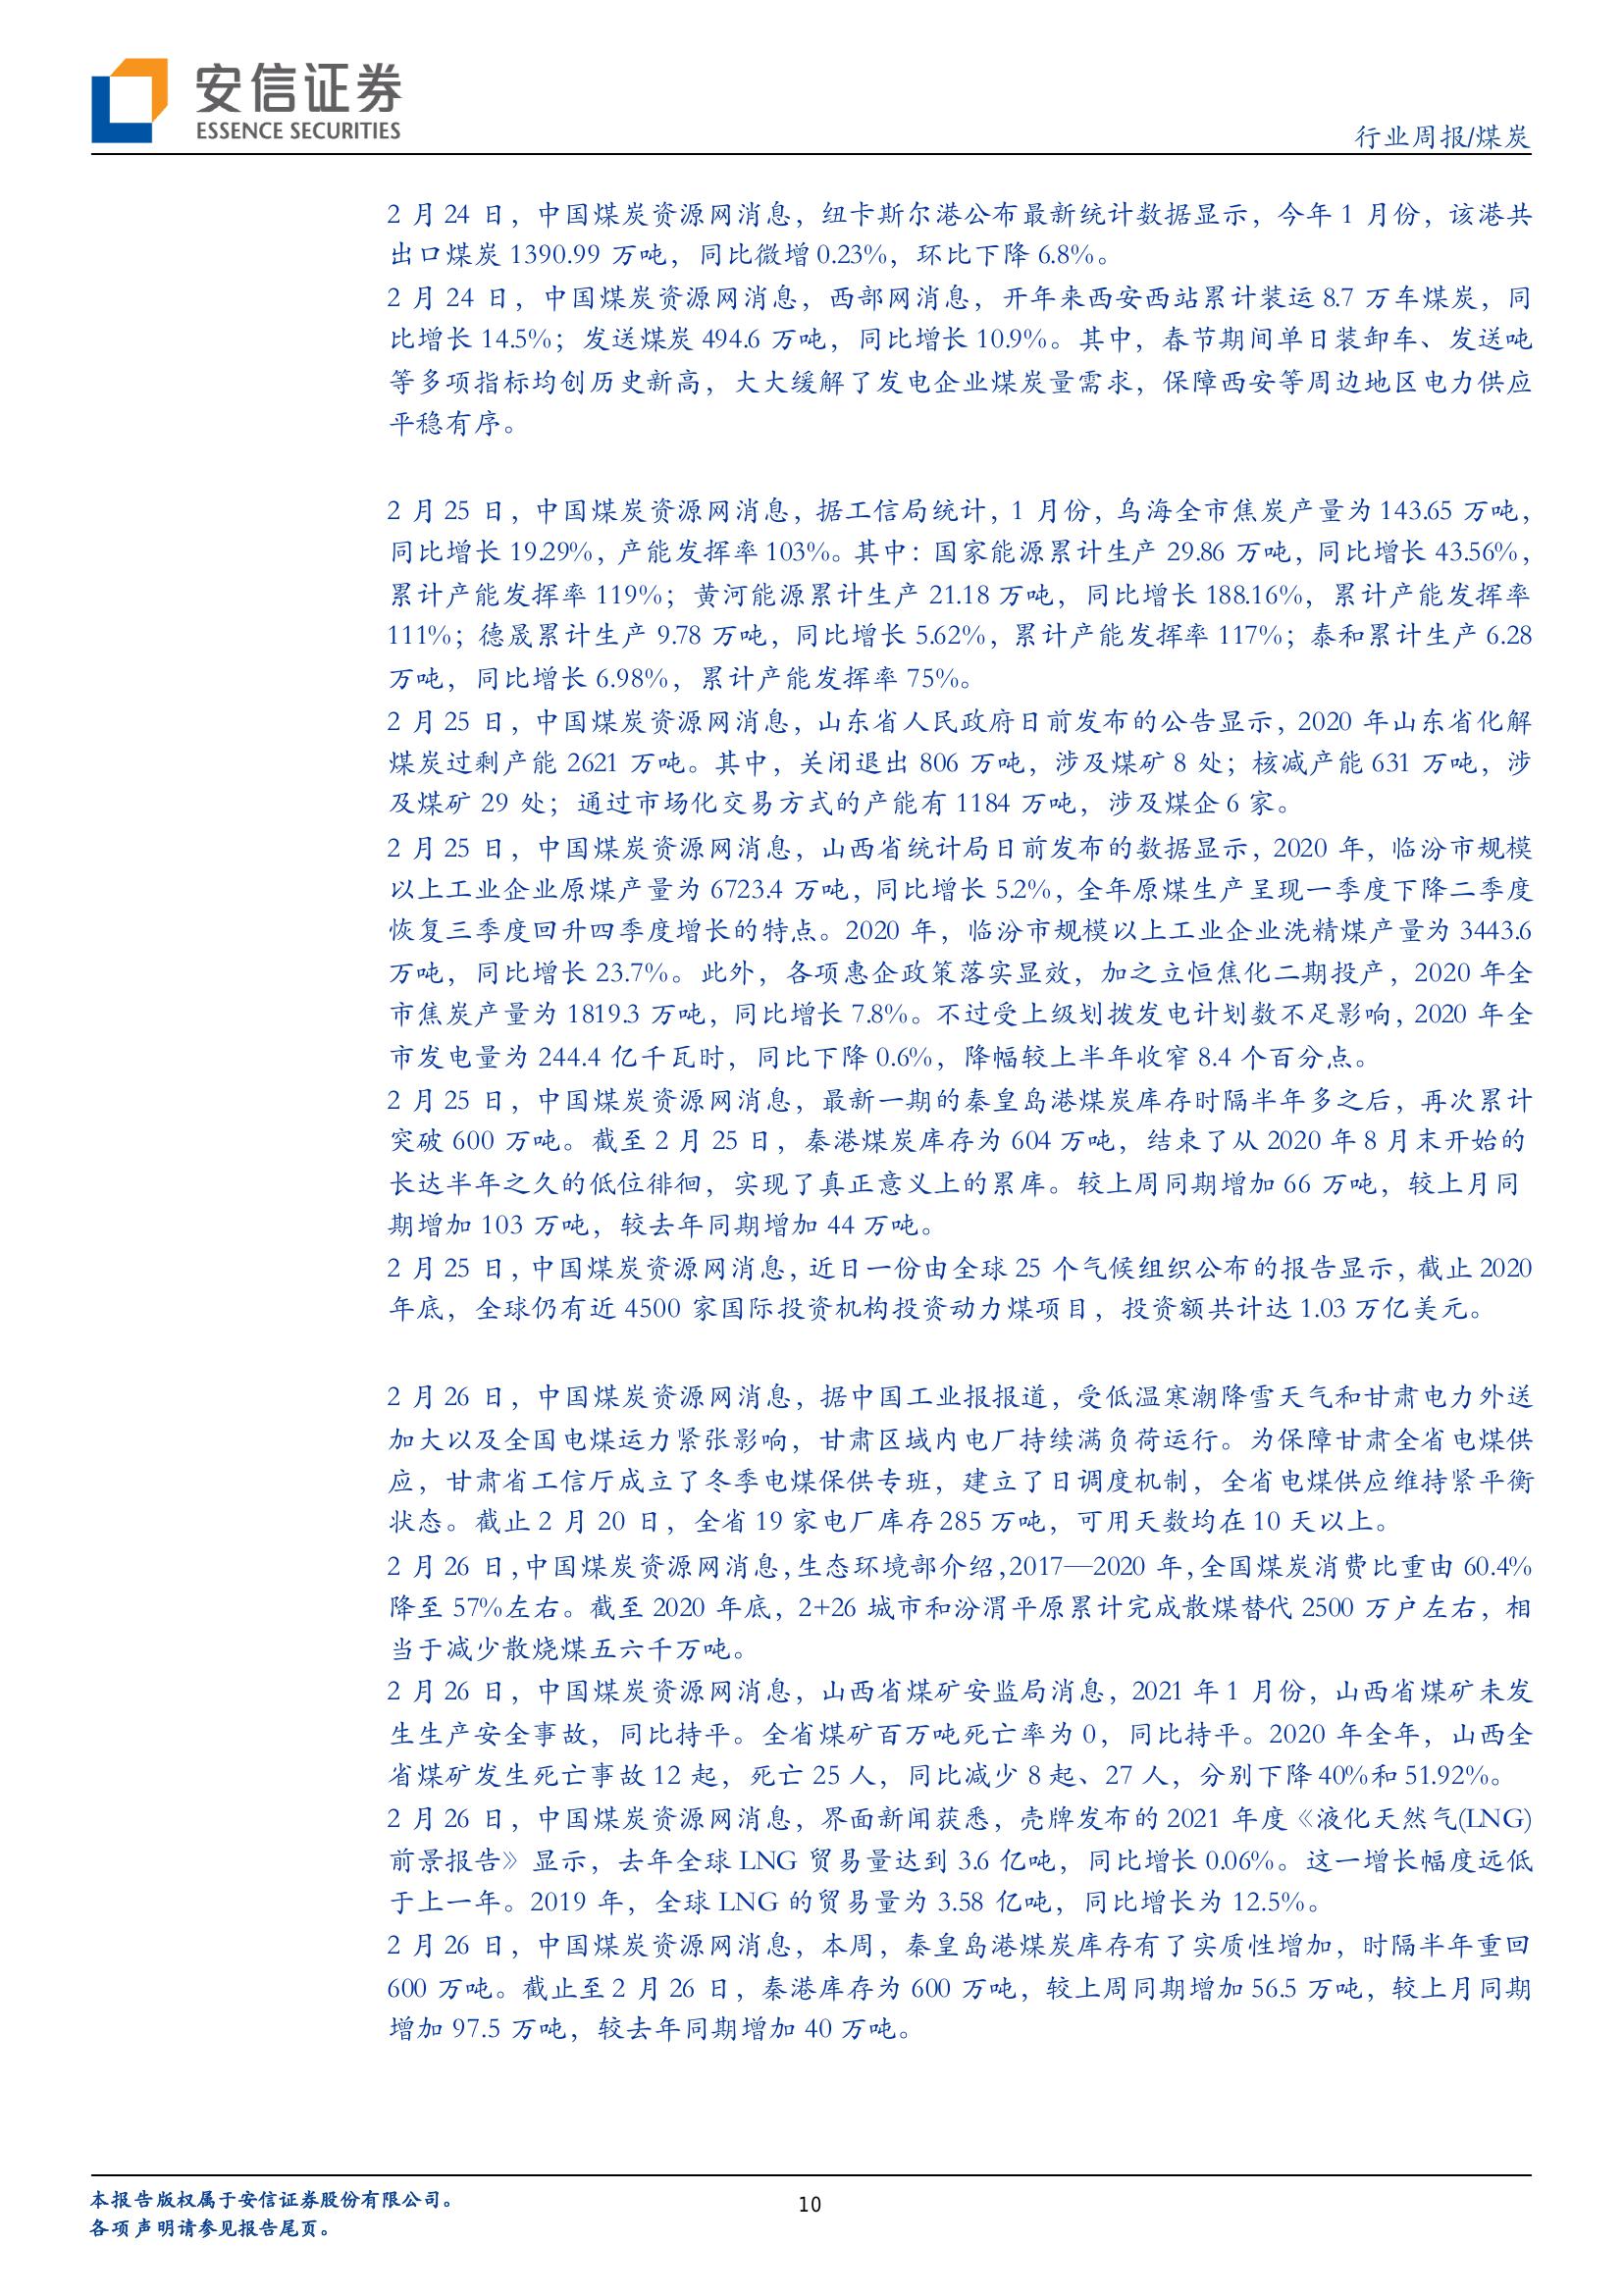 安信证券
ESSENCE SECURITIES
行业周报/煤炭
2 月 24 日，中国煤炭资源网消息，纽卡斯尔港公布最新统计数据显示，今年 1 月份，该港共
出口煤炭 1390.99 万吨，同比微增 0.23%，环比下降 6.8%。
2 月 24 日，中国煤炭资源网消息，西部网消息，开年来西安西站累计装运 8.7 万车煤炭，同
比增长 14.5%；发送煤炭 494.6 万吨，同比增长 10.9%。其中，春节期间单日装卸车、发送吨
等多项指标均创历史新高，大大缓解了发电企业煤炭量需求，保障西安等周边地区电力供应
平稳有序。
2 月 25 日，中国煤炭资源网消息，据工信局统计，1 月份，乌海全市焦炭产量为 143.65 万吨，
同比增长 19.29%，产能发挥率 103%。其中：国家能源累计生产 29.86 万吨，同比增长 43.56%，
累计产能发挥率 119%；黄河能源累计生产 21.18 万吨，同比增长 188.16%，累计产能发挥率
111%；德晟累计生产 9.78 万吨，同比增长 5.62%，累计产能发挥率 117%；泰和累计生产 6.28
万吨，同比增长 6.98%，累计产能发挥率 75%。
2 月 25 日，中国煤炭资源网消息，山东省人民政府日前发布的公告显示，2020 年山东省化解
煤炭过剩产能 2621 万吨。其中，关闭退出 806 万吨，涉及煤矿 8 处；核减产能 631 万吨，涉
及煤矿 29 处；通过市场化交易方式的产能有 1184 万吨，涉及煤企 6 家。
2 月 25 日，中国煤炭资源网消息，山西省统计局日前发布的数据显示，2020 年，临汾市规模
以上工业企业原煤产量为 6723.4 万吨，同比增长 5.2%，全年原煤生产呈现一季度下降二季度
恢复三季度回升四季度增长的特点。2020 年，临汾市规模以上工业企业洗精煤产量为 3443.6
万吨，同比增长 23.7%。此外，各项惠企政策落实显效，加之立恒焦化二期投产，2020 年全
市焦炭产量为 1819.3 万吨，同比增长 7.8%。不过受上级划拨发电计划数不足影响，2020 年全
市发电量为 244.4 亿千瓦时，同比下降 0.6%，降幅较上半年收窄 8.4 个百分点。
2 月 25 日，中国煤炭资源网消息，最新一期的秦皇岛港煤炭库存时隔半年多之后，再次累计
突破 600 万吨。截至 2 月 25 日，秦港煤炭库存为 604 万吨，结束了从 2020 年 8 月末开始的
长达半年之久的低位徘徊，实现了真正意义上的累库。较上周同期增加 66 万吨，较上月同
期增加 103 万吨，较去年同期增加 44 万吨。
2 月 25 日，中国煤炭资源网消息，近日一份由全球 25 个气候组织公布的报告显示，截止 2020
年底，全球仍有近 4500 家国际投资机构投资动力煤项目，投资额共计达 1.03 万亿美元。
2 月 26 日，中国煤炭资源网消息，据中国工业报报道，受低温寒潮降雪天气和甘肃电力外送
加大以及全国电煤运力紧张影响，甘肃区域内电厂持续满负荷运行。为保障甘肃全省电煤供
应，甘肃省工信厅成立了冬季电煤保供专班，建立了日调度机制，全省电煤供应维持紧平衡
状态。截止 2 月 20 日，全省 19 家电厂库存 285 万吨，可用天数均在 10 天以上。
2 月 26 日，中国煤炭资源网消息，生态环境部介绍，2017—2020 年，全国煤炭消费比重由 60.4%
降至 57%左右。截至 2020 年底，2+26 城市和汾渭平原累计完成散煤替代 2500 万户左右，相
当于减少散烧煤五六千万吨。
2 月 26 日，中国煤炭资源网消息，山西省煤矿安监局消息，2021 年 1 月份，山西省煤矿未发
生生产安全事故，同比持平。全省煤矿百万吨死亡率为 0，同比持平。2020 年全年，山西全
省煤矿发生死亡事故 12 起，死亡 25 人，同比减少 8 起、27 人，分别下降 40%和 51.92%。
2 月 26 日，中国煤炭资源网消息，界面新闻获悉，壳牌发布的 2021 年度《液化天然气(LNG)
前景报告》显示，去年全球 LNG 贸易量达到 3.6 亿吨，同比增长 0.06%。这一增长幅度远低
于上一年。2019 年，全球 LNG 的贸易量为 3.58 亿吨，同比增长为 12.5%。
2 月 26 日，中国煤炭资源网消息，本周，秦皇岛港煤炭库存有了实质性增加，时隔半年重回
600 万吨。截止至 2 月 26 日，秦港库存为 600 万吨，较上周同期增加 56.5 万吨，较上月同期
增加 97.5 万吨，较去年同期增加 40 万吨。
本报告版权属于安信证券股份有限公司。
各项声明请参见报告尾页。
10